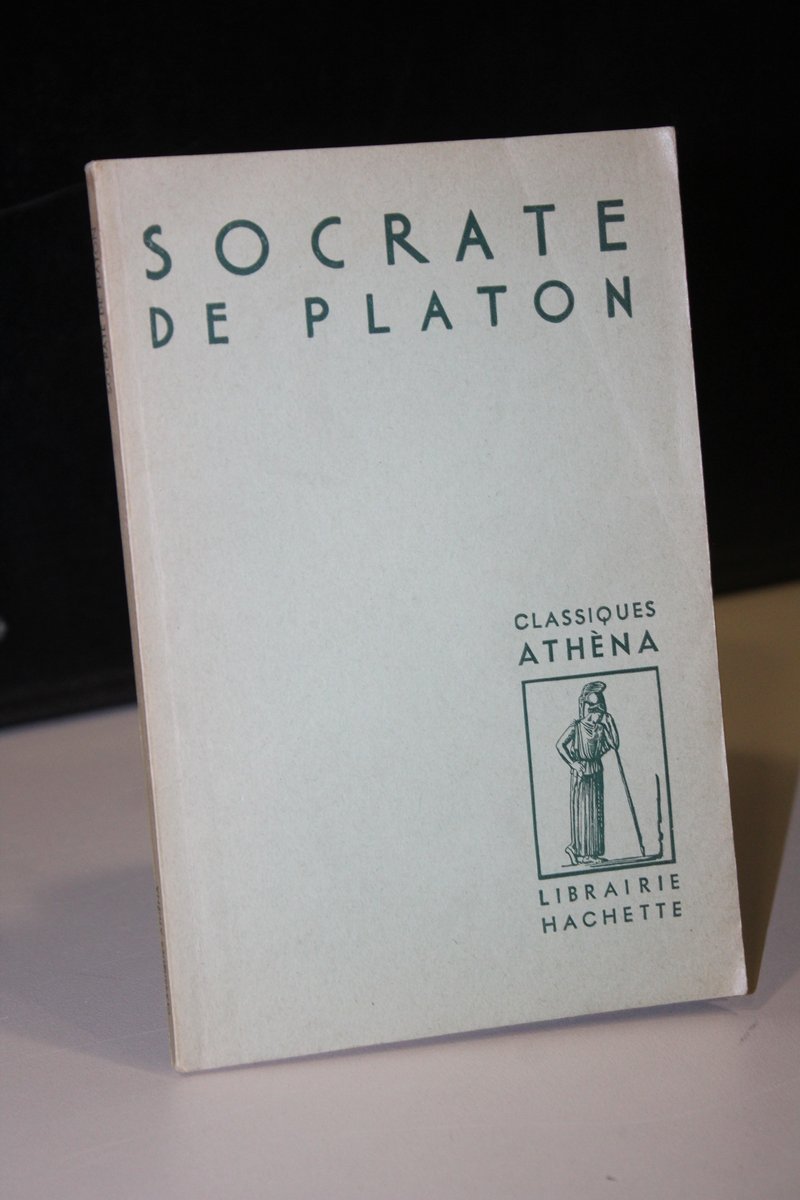 SOCRATE
DE PLATON
CLASSIQUES
ATHÈNA
LIBRAIRIE
HACHETTE